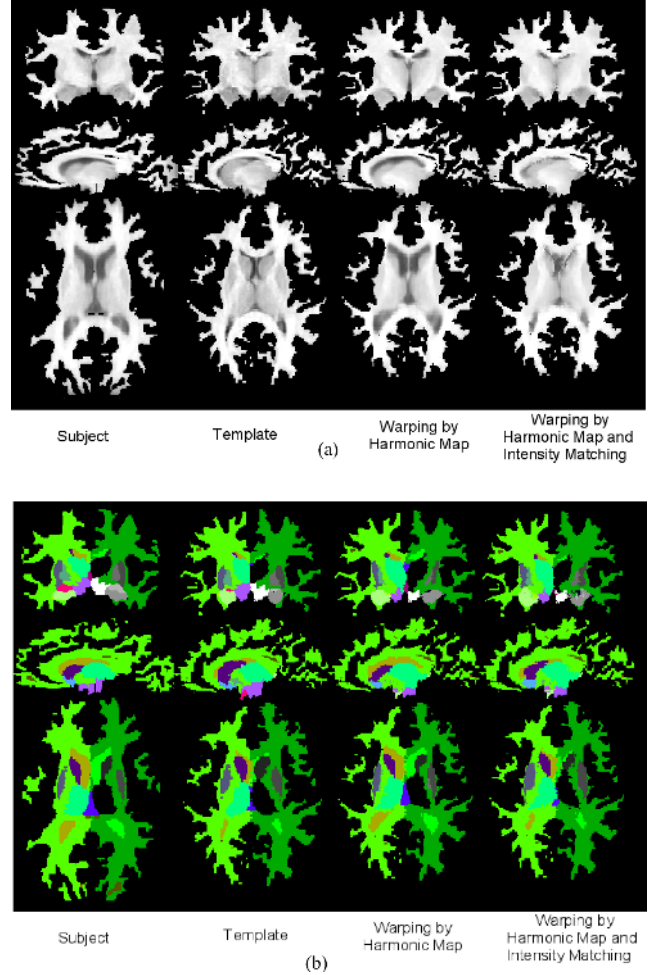 Subject
Template
Warping by
Harmonic Map
Warping by
Harmonic Map and
Intensity Matching
(a)
Subject
Template
Warping by
Harmonic Map
Warping by
Harmonic Map and
Intensity Matching
(b)